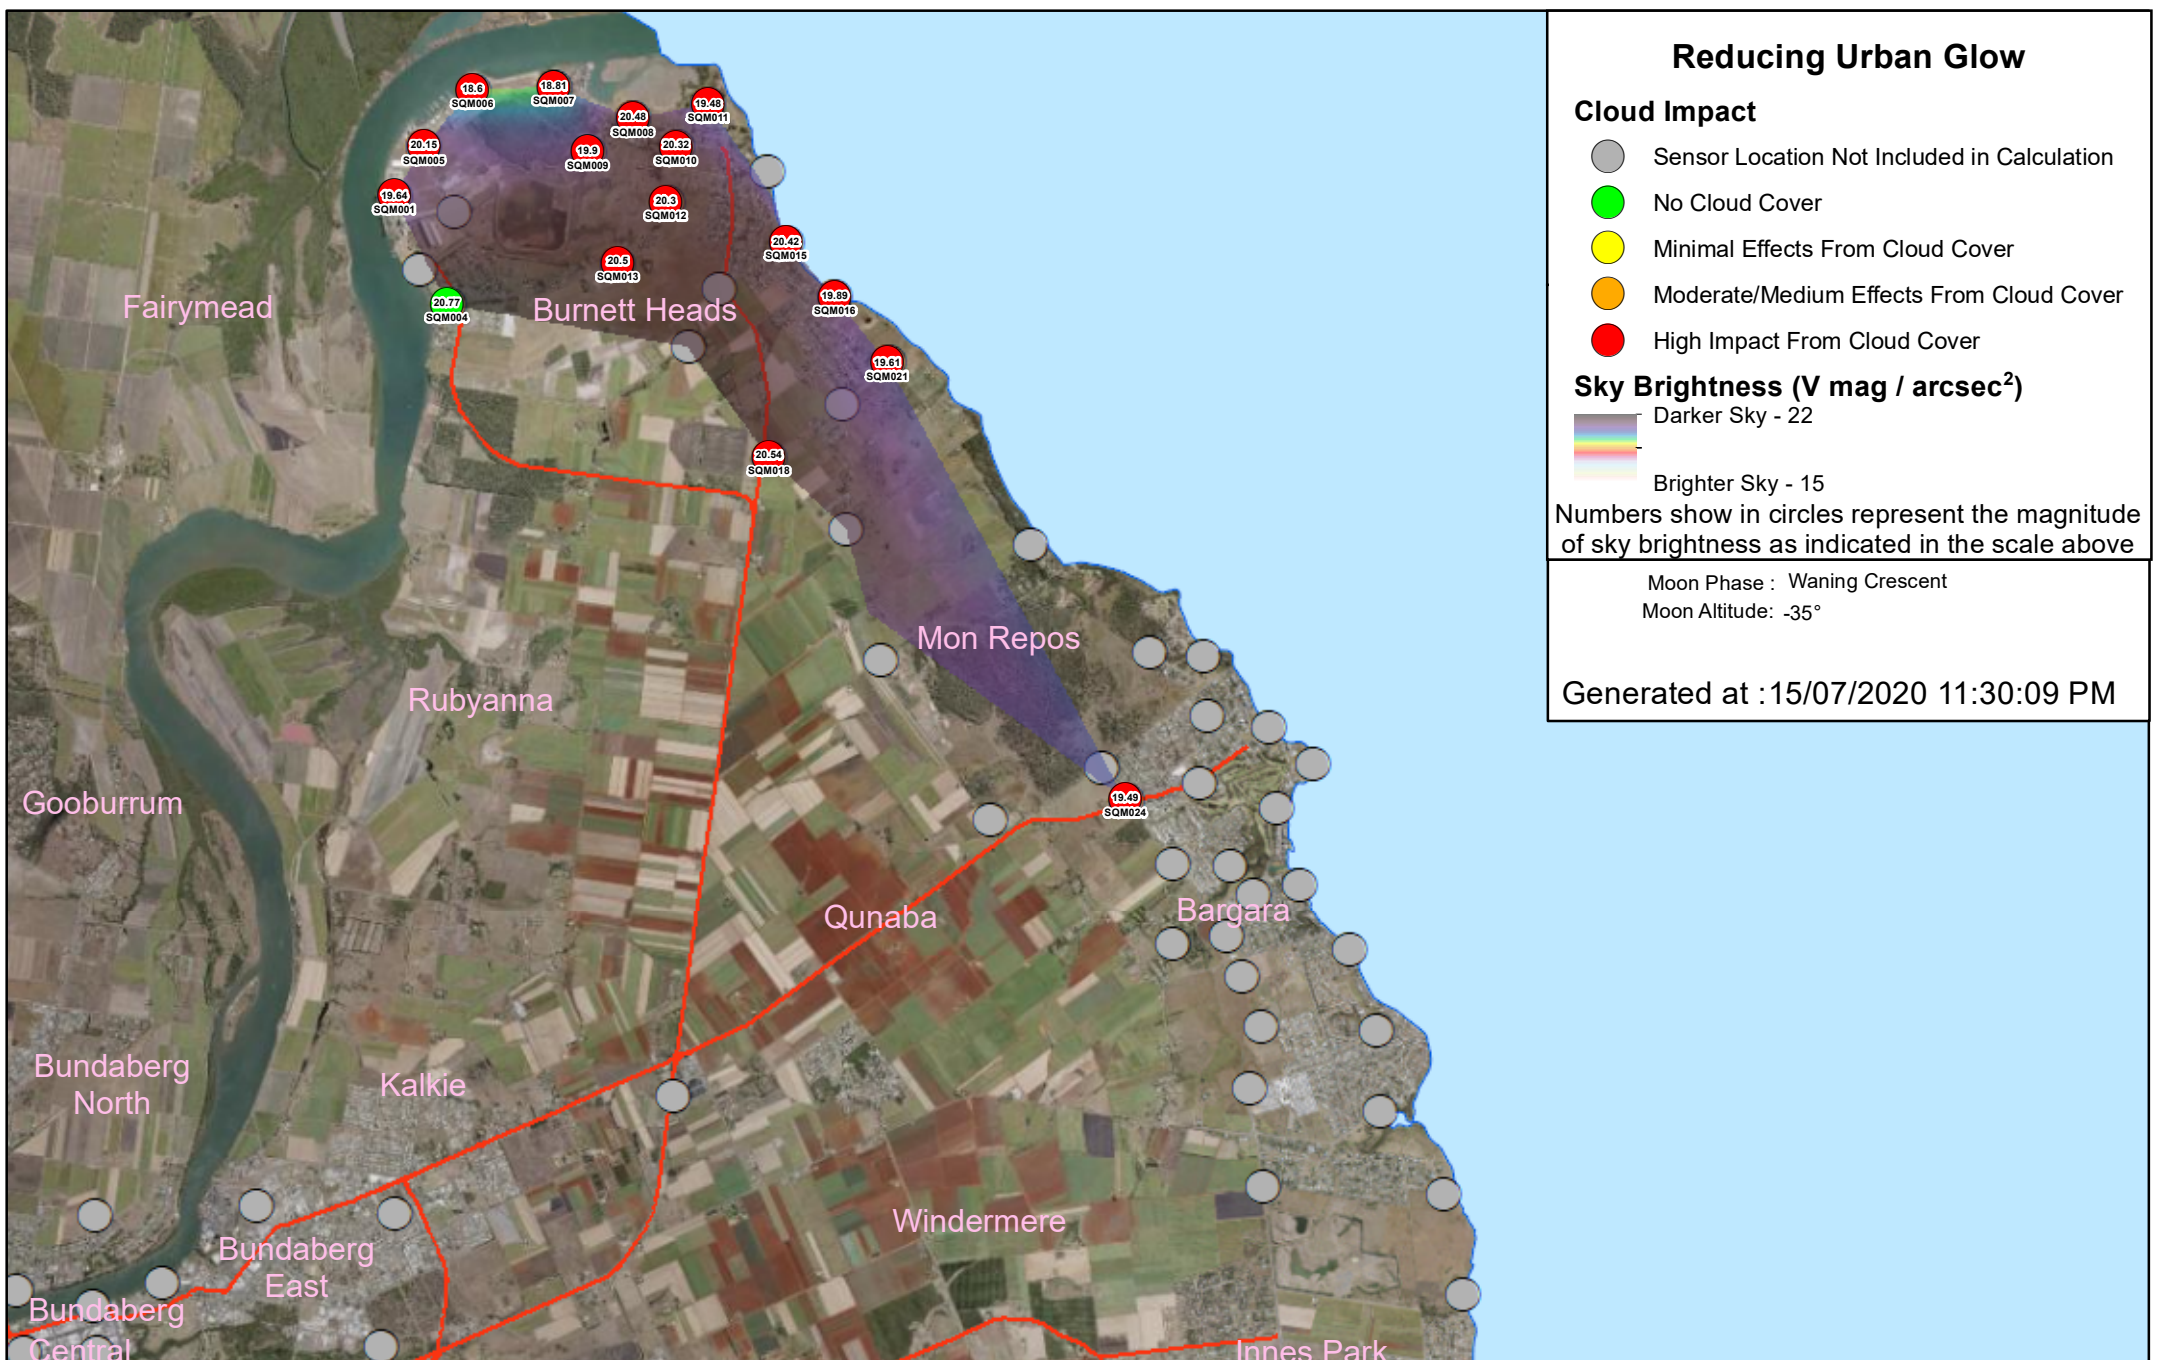 Reducing Urban Glow
Cloud Impact
Sensor Location Not Included in Calculation
No Cloud Cover
Minimal Effects From Cloud Cover
Moderate/Medium Effects From Cloud Cover
High Impact From Cloud Cover
Sky Brightness (V mag / arcsec²)
Darker Sky - 22
Brighter Sky - 15
Numbers show in circles represent the magnitude
of sky brightness as indicated in the scale above
Moon Phase : Waning Crescent
Moon Altitude: -35°
Generated at :15/07/2020 11:30:09 PM
18.6
SQM006
18.81
SQM007
20.48
SQM008
19.48
SQM011
20.15
SQM005
19.9
SQM009
20.32
SQM010
19.64
SQM001
20.3
SQM012
20.42
SQM015
20.5
SQM013
20.77
SQM004
19.89
SQM016
19.61
SQM021
20.54
SQM018
19.49
SQM024
Fairymead
Burnett Heads
Mon Repos
Rubyanna
Gooburrum
Qunaba
Bargara
Bundaberg
North
Kalkie
Windermere
Bundaberg
East
Bundaberg
Central
Innes Park